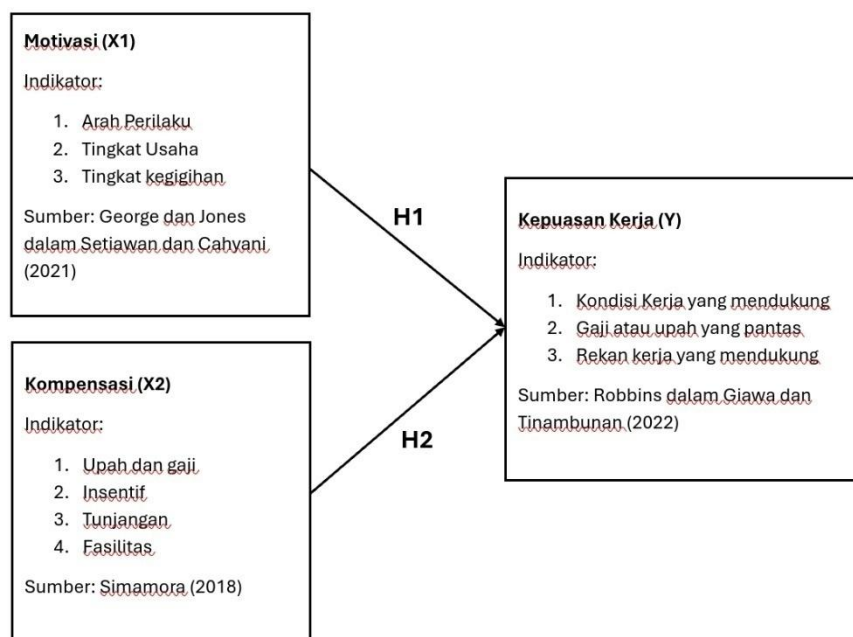 Motivasi (X1)
Indikator:
1. Arah Perilaku
2. Tingkat Usaha
3. Tingkat kegigihan
Sumber: George dan Jones
dalam Setiawan dan Cahyani
(2021)
H1
Kompensasi (X2)
Indikator:
1. Upah dan gaji
2. Insentif
3. Tunjangan
4. Fasilitas
Sumber: Simamora (2018)
H2
Kepuasan Kerja (Y)
Indikator:
1. Kondisi Kerja yang mendukung
2. Gaji atau upah yang pantas
3. Rekan kerja yang mendukung
Sumber: Robbins dalam Giawa dan
Tinambunan (2022)